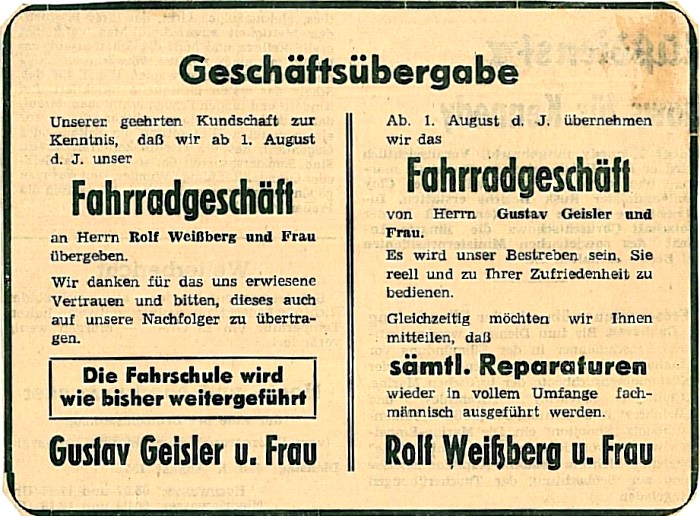 Geschäftsübergabe
Unserer geehrten Kundschaft zur
Kenntnis, daß wir ab 1. August
d. J. unser
Fahrradgeschäft
an Herrn Rolf Weißberg und Frau
übergeben.
Wir danken für das uns erwiesene
Vertrauen und bitten, dieses auch
auf unsere Nachfolger zu übertra-
gen.
Die Fahrschule wird
wie bisher weitergeführt
Gustav Geisler u. Frau
Ab. 1. August d. J. übernehmen
wir das
Fahrradgeschäft
von Herrn Gustav Geisler und
Frau.
Es wird unser Bestreben sein, Sie
reell und zu Ihrer Zufriedenheit zu
bedienen.
Gleichzeitig möchten wir Ihnen
mitteilen, daß
sämtl. Reparaturen
wieder in vollem Umfange fach-
männisch ausgeführt werden.
Rolf Weißberg u. Frau